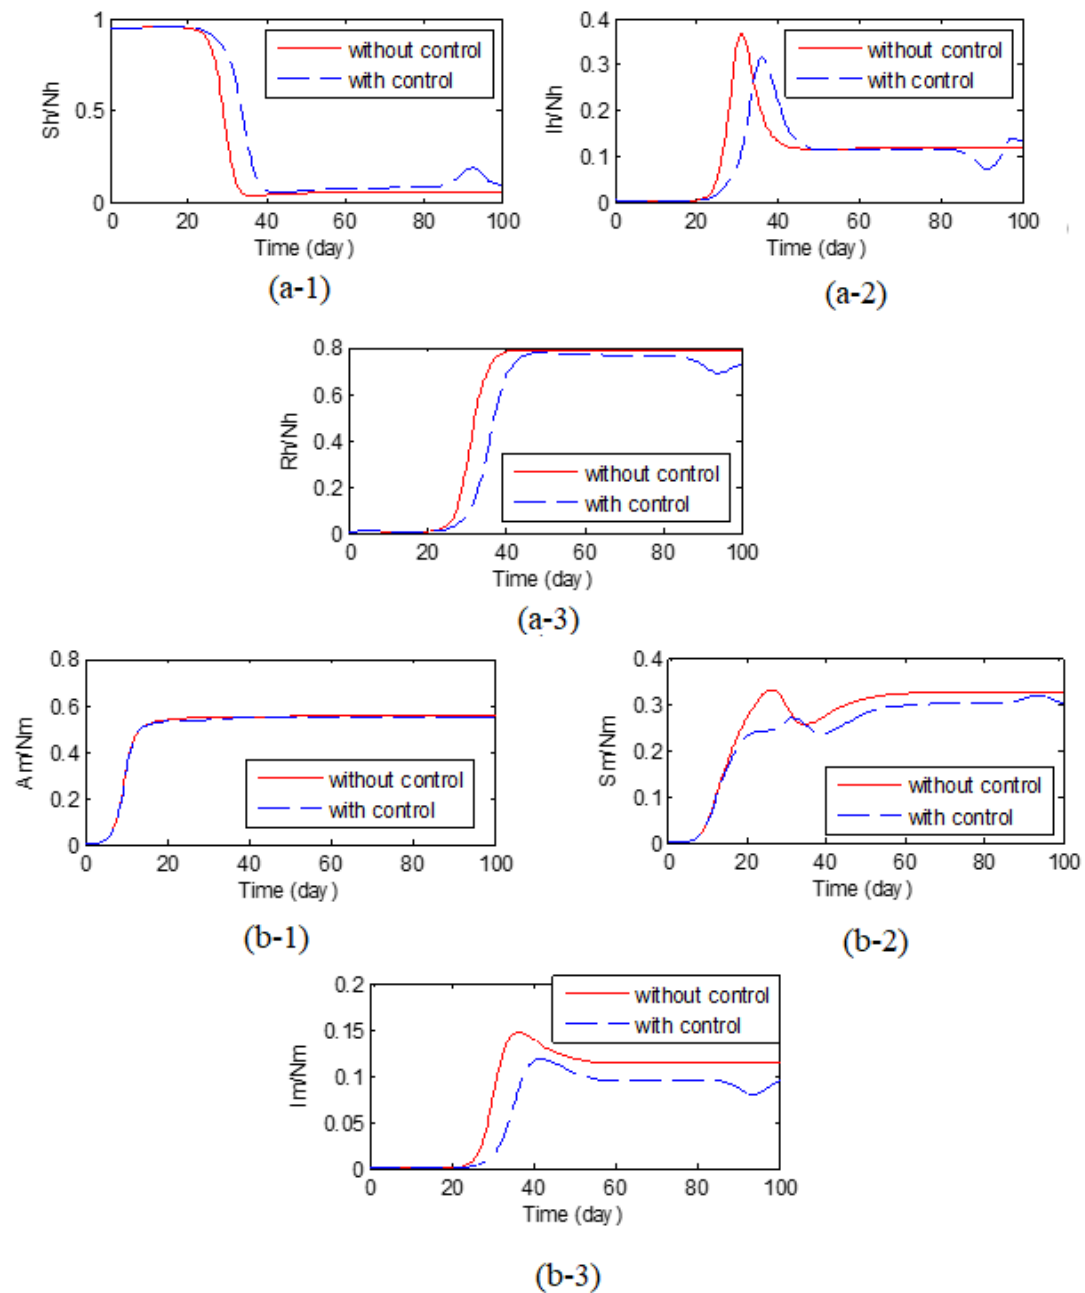 1
0.5
0
Sh/Nh
without control
with control
0 20 40 60 80 100
Time (day)
(a-1)
0.4
0.3
0.2
0.1
0
Ih/Nh
without control
with control
0 20 40 60 80 100
Time (day)
(a-2)
0.8
0.6
0.4
0.2
0
Rh/Nh
without control
with control
0 20 40 60 80 100
Time (day)
(a-3)
0.8
0.6
0.4
0.2
0
Am/Nm
without control
with control
0 20 40 60 80 100
Time (day)
(b-1)
0.4
0.3
0.2
0.1
0
Sm/Nm
without control
with control
0 20 40 60 80 100
Time (day)
(b-2)
0.2
0.15
0.1
0.05
0
Im/Nm
without control
with control
0 20 40 60 80 100
Time (day)
(b-3)